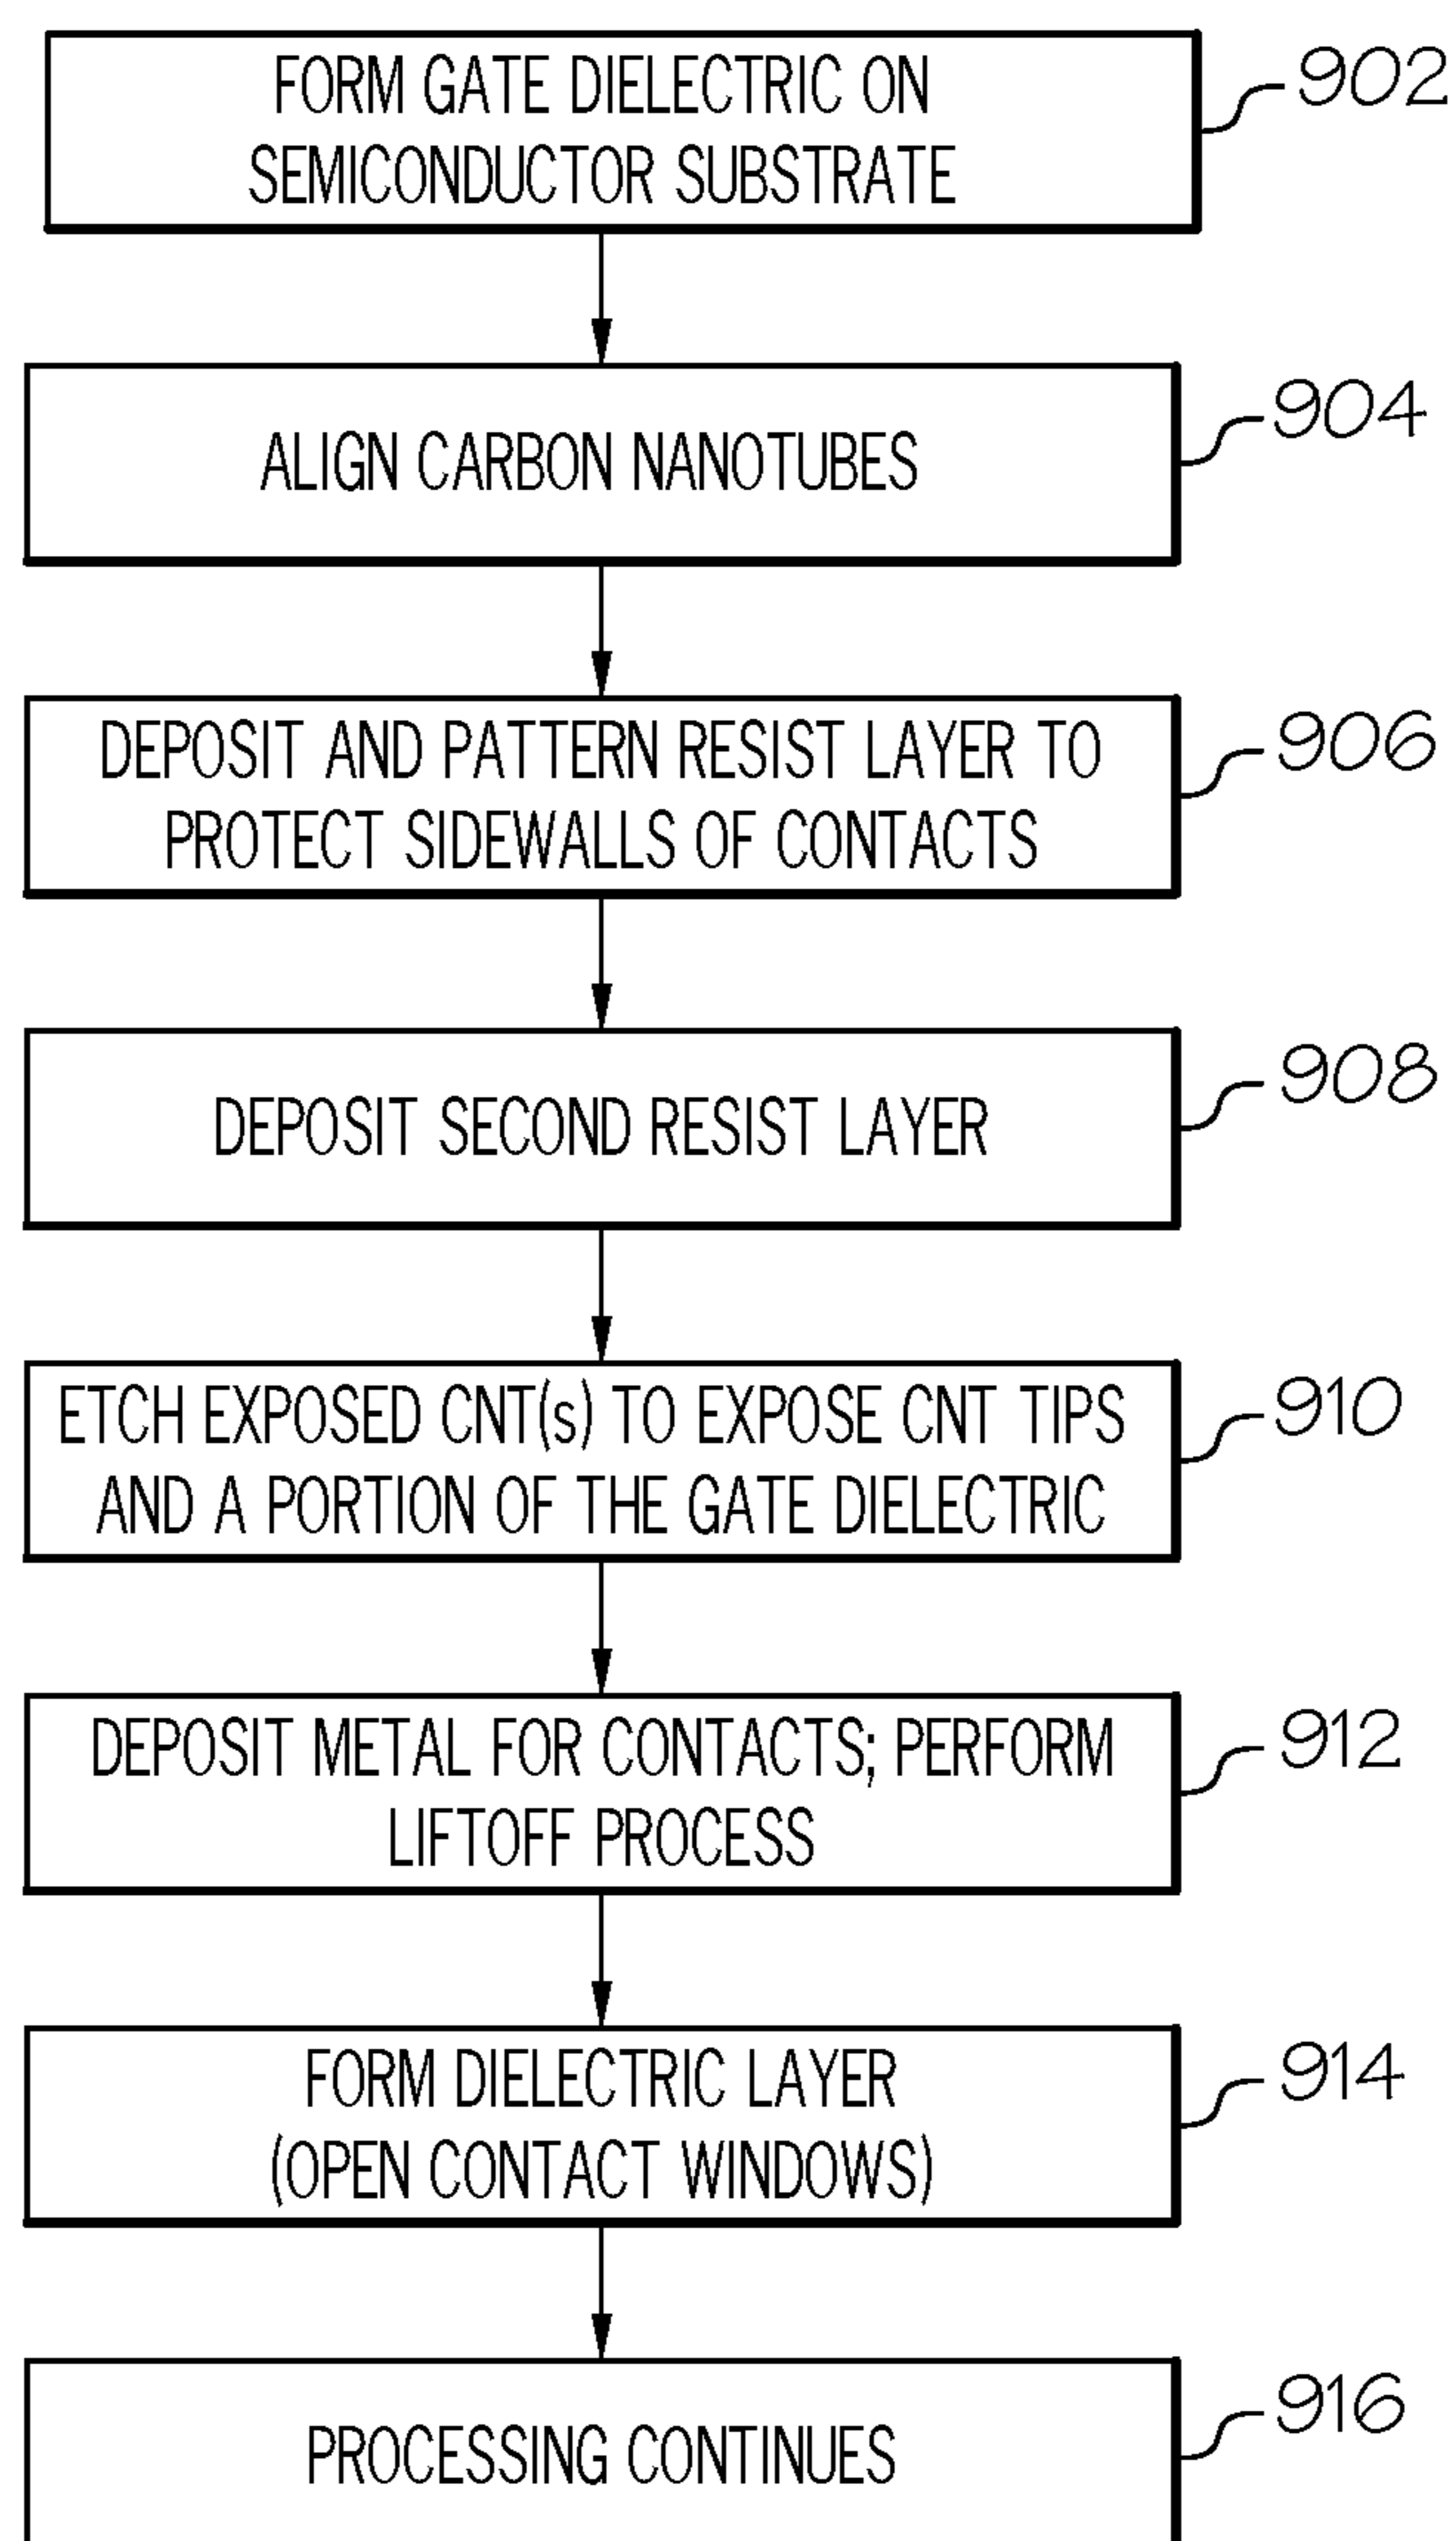 FORM GATE DIELECTRIC ON
SEMICONDUCTOR SUBSTRATE
902
ALIGN CARBON NANOTUBES
904
DEPOSIT AND PATTERN RESIST LAYER TO
PROTECT SIDEWALLS OF CONTACTS
906
DEPOSIT SECOND RESIST LAYER
908
ETCH EXPOSED CNT(s) TO EXPOSE CNT TIPS
AND A PORTION OF THE GATE DIELECTRIC
910
DEPOSIT METAL FOR CONTACTS; PERFORM
LIFTOFF PROCESS
912
FORM DIELECTRIC LAYER
(OPEN CONTACT WINDOWS)
914
PROCESSING CONTINUES
916